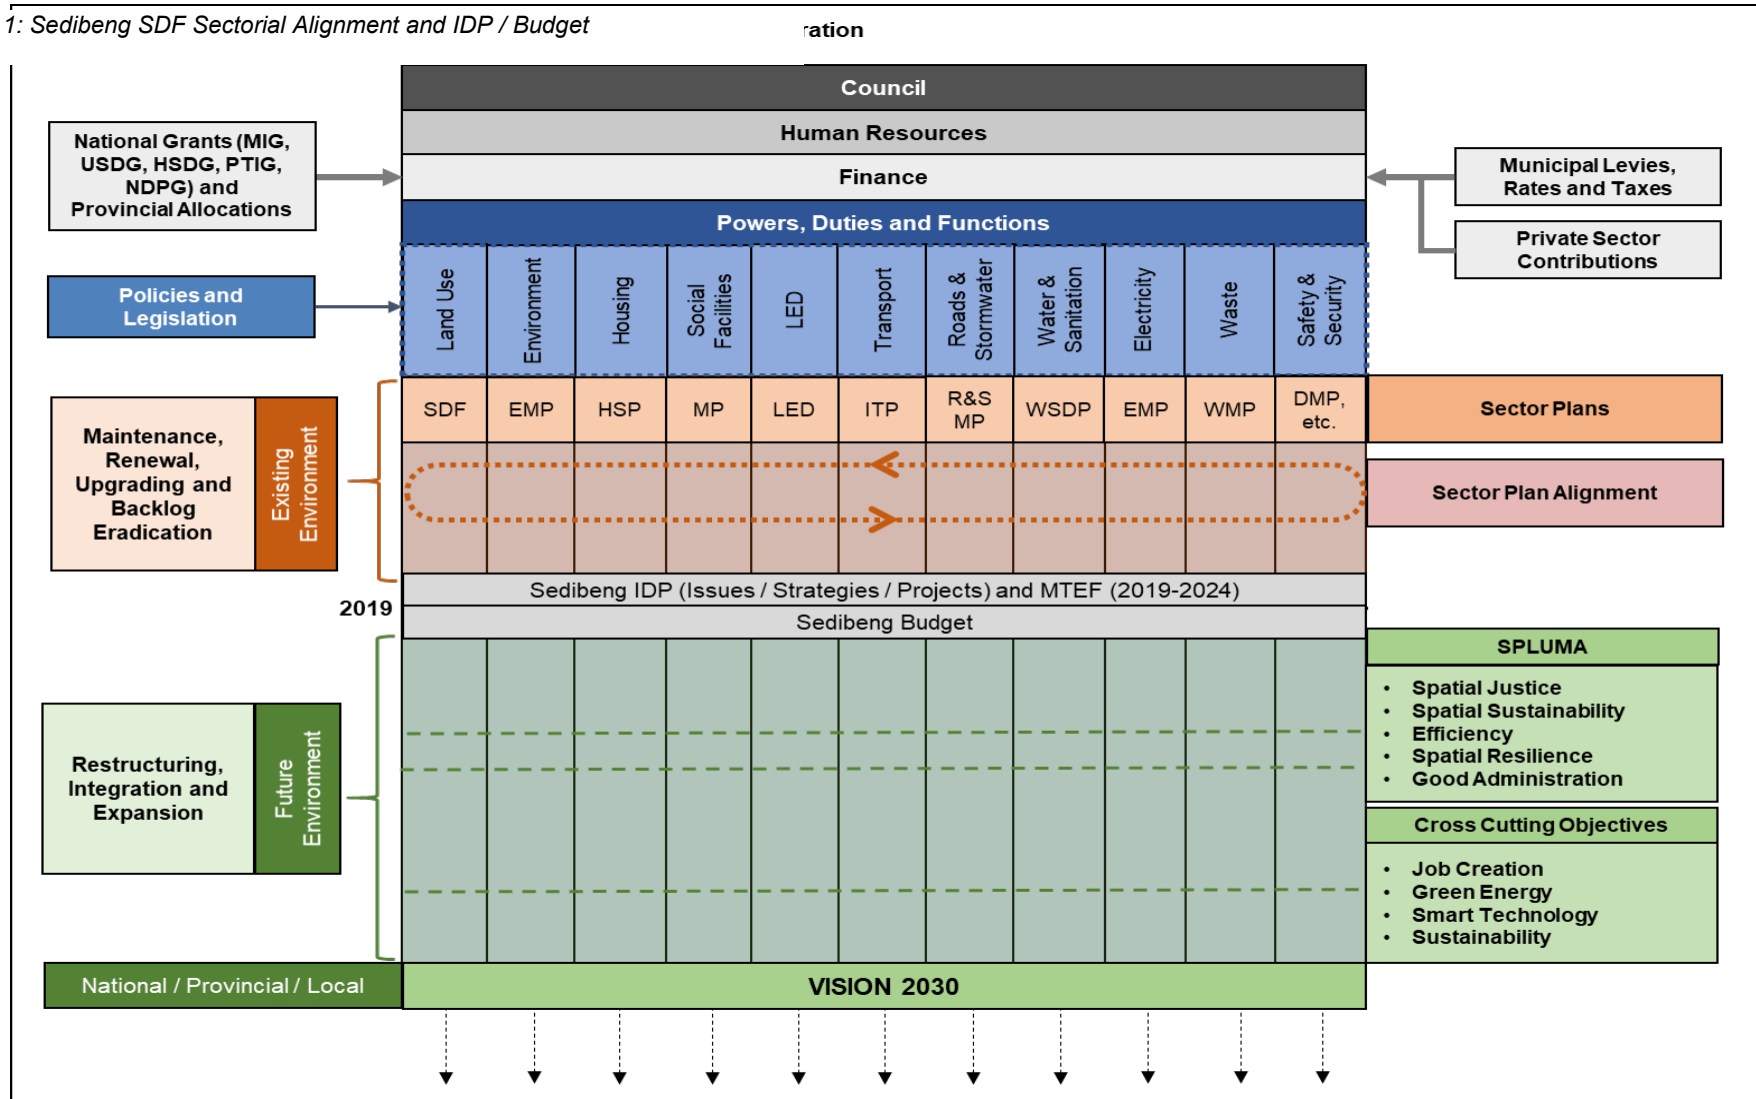 1: Sedibeng SDF Sectorial Alignment and IDP / Budget
ration
Council
Human Resources
Finance
Powers, Duties and Functions
National Grants (MIG,
USDG, HSDG, PTIG,
NDPG) and
Provincial Allocations
Municipal Levies,
Rates and Taxes
Private Sector
Contributions
Policies and
Legislation
Land Use
Environment
Housing
Social
Facilities
LED
Transport
Roads &
Stormwater
Water &
Sanitation
Electricity
Waste
Safety &
Security
SDF
EMP
HSP
MP
LED
ITP
R&S
MP
WSDP
EMP
WMP
DMP,
etc.
Sector Plans
Maintenance,
Renewal,
Upgrading and
Backlog
Eradication
Existing
Environment
Sector Plan Alignment
Sedibeng IDP (Issues / Strategies / Projects) and MTEF (2019-2024)
2019
Sedibeng Budget
SPLUMA
• Spatial Justice
• Spatial Sustainability
• Efficiency
• Spatial Resilience
• Good Administration
Restructuring,
Integration and
Expansion
Future
Environment
Cross Cutting Objectives
• Job Creation
• Green Energy
• Smart Technology
• Sustainability
National / Provincial / Local
VISION 2030